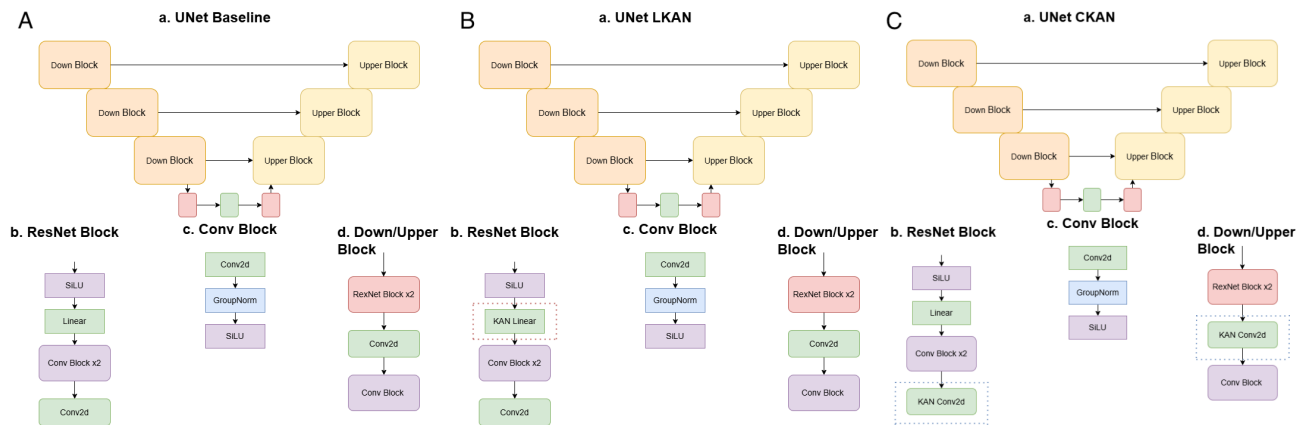 A
a. UNet Baseline
Down Block
Upper Block
Down Block
Upper Block
Down Block
Upper Block
b. ResNet Block
SiLU
Linear
Conv Block x2
Conv2d
c. Conv Block
Conv2d
GroupNorm
SiLU
d. Down/Upper
Block
RexNet Block x2
Conv2d
Conv Block
B
a. UNet LKAN
Down Block
Upper Block
Down Block
Upper Block
Down Block
Upper Block
b. ResNet Block
SiLU
KAN Linear
Conv Block x2
Conv2d
c. Conv Block
Conv2d
GroupNorm
SiLU
d. Down/Upper
Block
RexNet Block x2
Conv2d
Conv Block
C
a. UNet CKAN
Down Block
Upper Block
Down Block
Upper Block
Down Block
Upper Block
b. ResNet Block
SiLU
Linear
Conv Block x2
KAN Conv2d
c. Conv Block
Conv2d
GroupNorm
SiLU
d. Down/Upper
Block
RexNet Block x2
KAN Conv2d
Conv Block